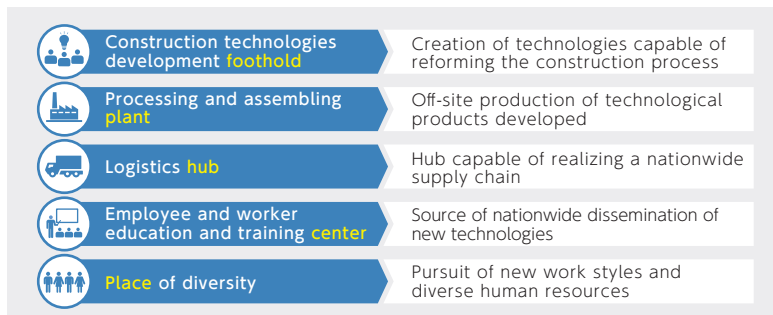 Construction technologies
development foothold
Creation of technologies capable of
reforming the construction process
Processing and assembling
plant
Off-site production of technological
products developed
Logistics hub
Hub capable of realizing a nationwide
supply chain
Employee and worker
education and training center
Source of nationwide dissemination of
new technologies
Place of diversity
Pursuit of new work styles and
diverse human resources